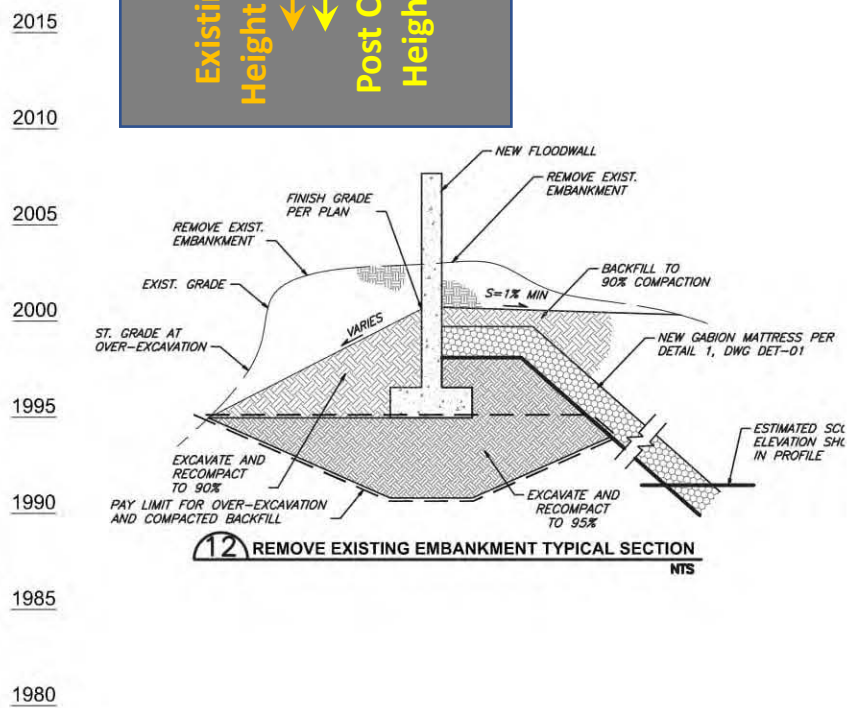 2015
2010
2005
2000
1995
1990
1985
1980
Height
Post
Height
NEW FLOODWALL
REMOVE EXIST.
EMBANKMENT
FINISH GRADE
PER PLAN
REMOVE EXIST.
EMBANKMENT
EXIST. GRADE
BACKFILL TO
90% COMPACTION
S=1% MIN
VARIES
ST. GRADE AT
OVER-EXCAVATION
NEW GABION MATTRESS PER
DETAIL 1, DWG DET-01
ESTIMATED
ELEVATION
IN PROFILE
EXCAVATE AND
RECOMPACT
TO 90%
PAY LIMIT FOR OVER-EXCAVATION
AND COMPACTED BACKFILL
EXCAVATE AND
RECOMPACT
TO 95%
12 REMOVE EXISTING EMBANKMENT TYPICAL SECTION
NTS